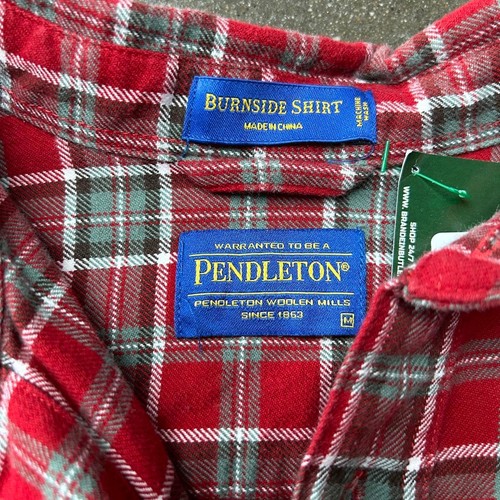 BURNSIDE SHIRT
MADE IN CHINA
MACHINE
WASH
WARRANTED TO BE A
PENDLETON®
PENDLETON WOOLEN MILLS
SINCE 1863
M
SHOP 24/7
WWW.BRANDENBUTL